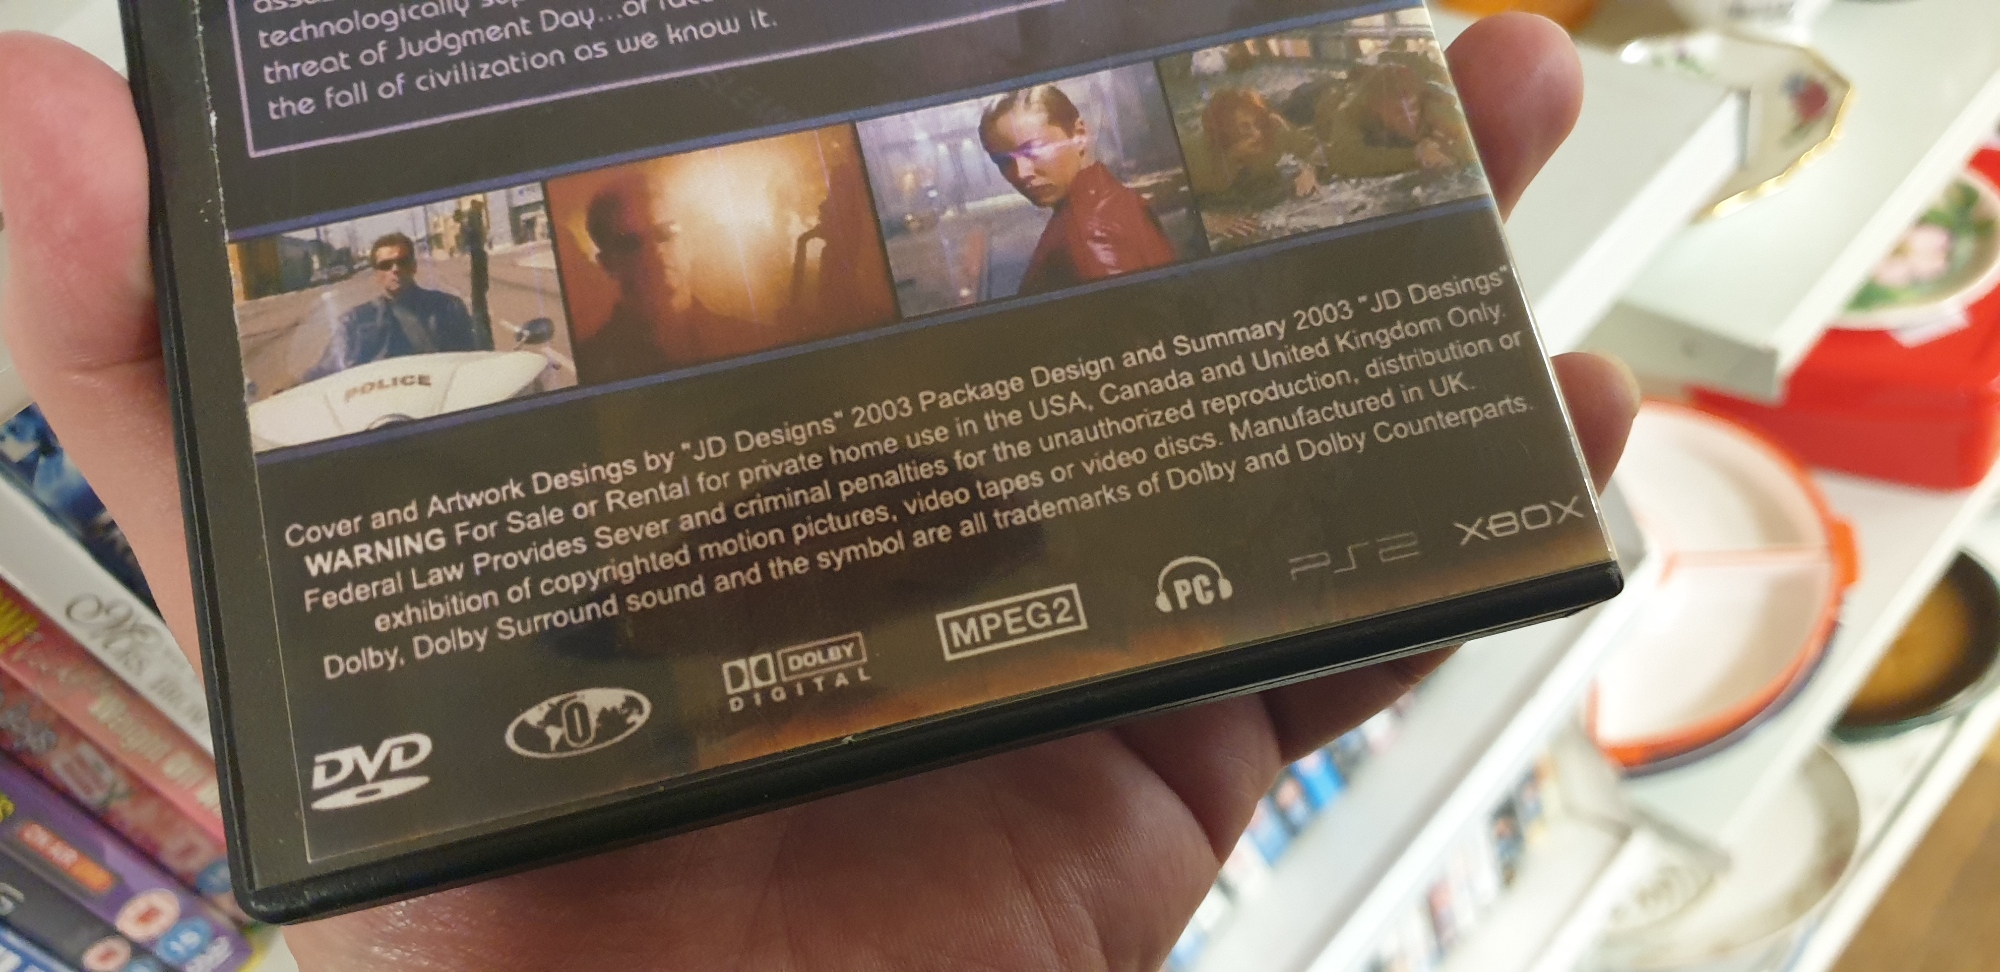 technologically
threat of Judgment Day...or
the fall of civilization as we know it.
POLICE
Cover and Artwork Desings by "JD Designs" 2003 Package Design and Summary 2003 "JD Desings"
WARNING For Sale or Rental for private home use in the USA, Canada and United Kingdom Only.
Federal Law Provides Sever and criminal penalties for the unauthorized reproduction, distribution or
exhibition of copyrighted motion pictures, video tapes or video discs. Manufactured in UK.
Dolby, Dolby Surround sound and the symbol are all trademarks of Dolby and Dolby Counterparts.
DVD
0
DOLBY
DIGITAL
MPEG2
PC
PS2
XBOX
Mrs.